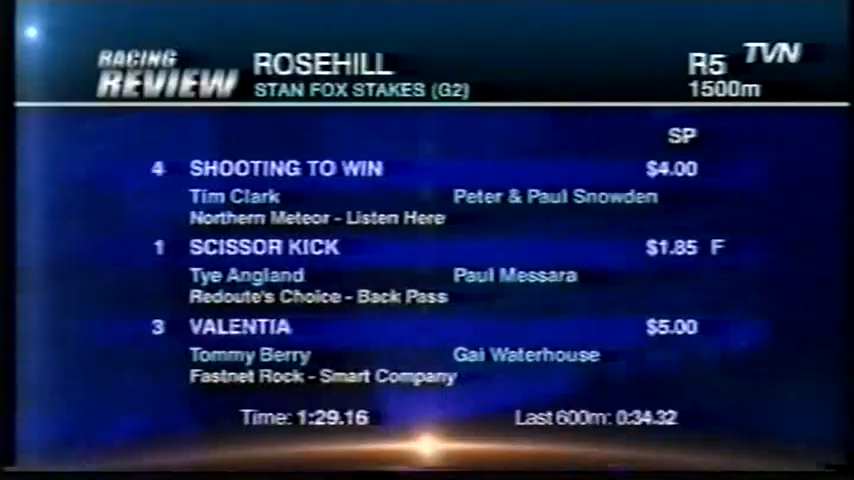 RACING REVIEW
ROSEHILL
STAN FOX STAKES (G2)
R5
1500m
TVN
SP
4 SHOOTING TO WIN $4.00
Tim Clark Peter & Paul Snowden
Northern Meteor - Listen Here
1 SCISSOR KICK $1.85 F
Tye Angland Paul Messara
Redoute's Choice - Back Pass
3 VALENTIA $5.00
Tommy Berry Gai Waterhouse
Fastnet Rock - Smart Company
Time: 1:29.16 Last 600m: 0:34.32